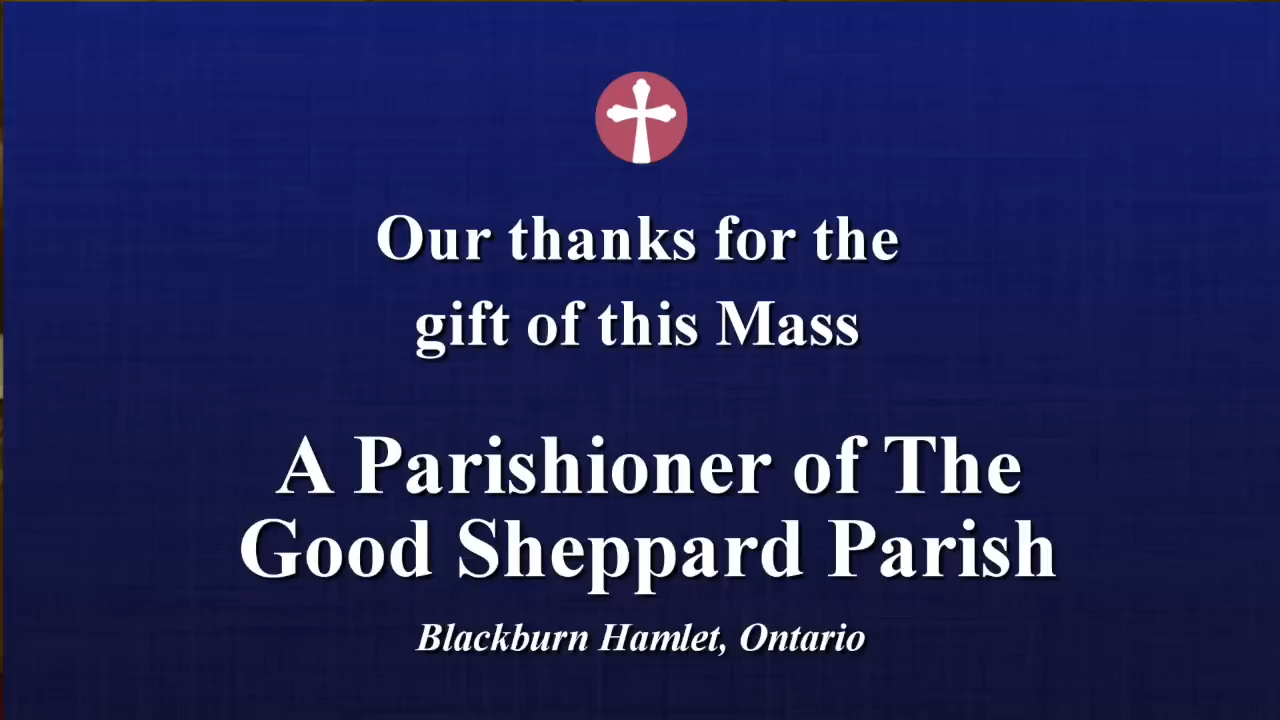 Our thanks for the
gift of this Mass
A Parishioner of The
Good Sheppard Parish
Blackburn Hamlet, Ontario